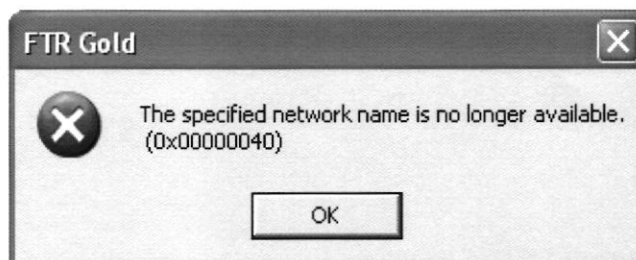 FTR Gold
The specified network name is no longer available.
(0x00000040)
OK